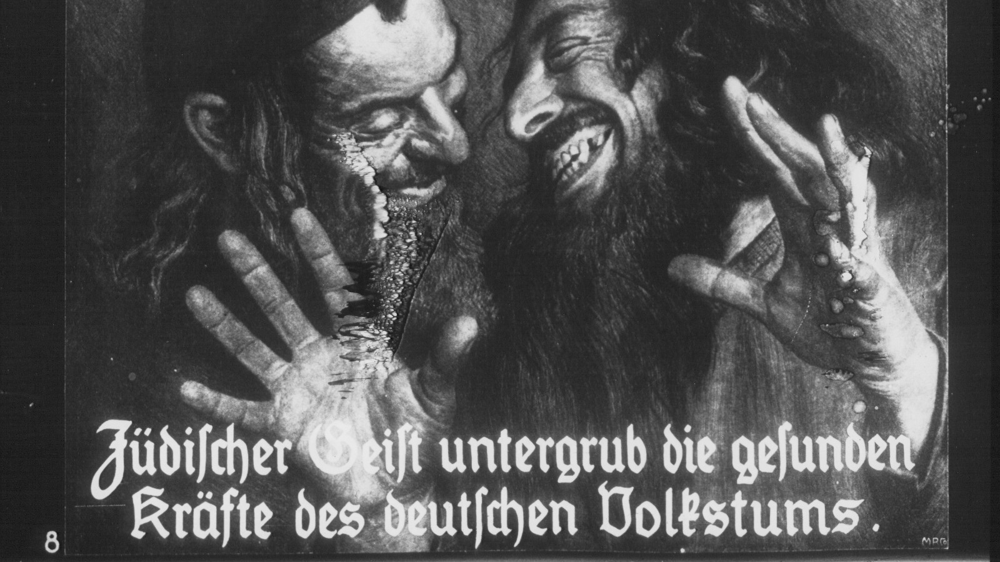 Jüdischer Geist untergrub die gesunden
Kräfte des deutschen Volkstums.
8